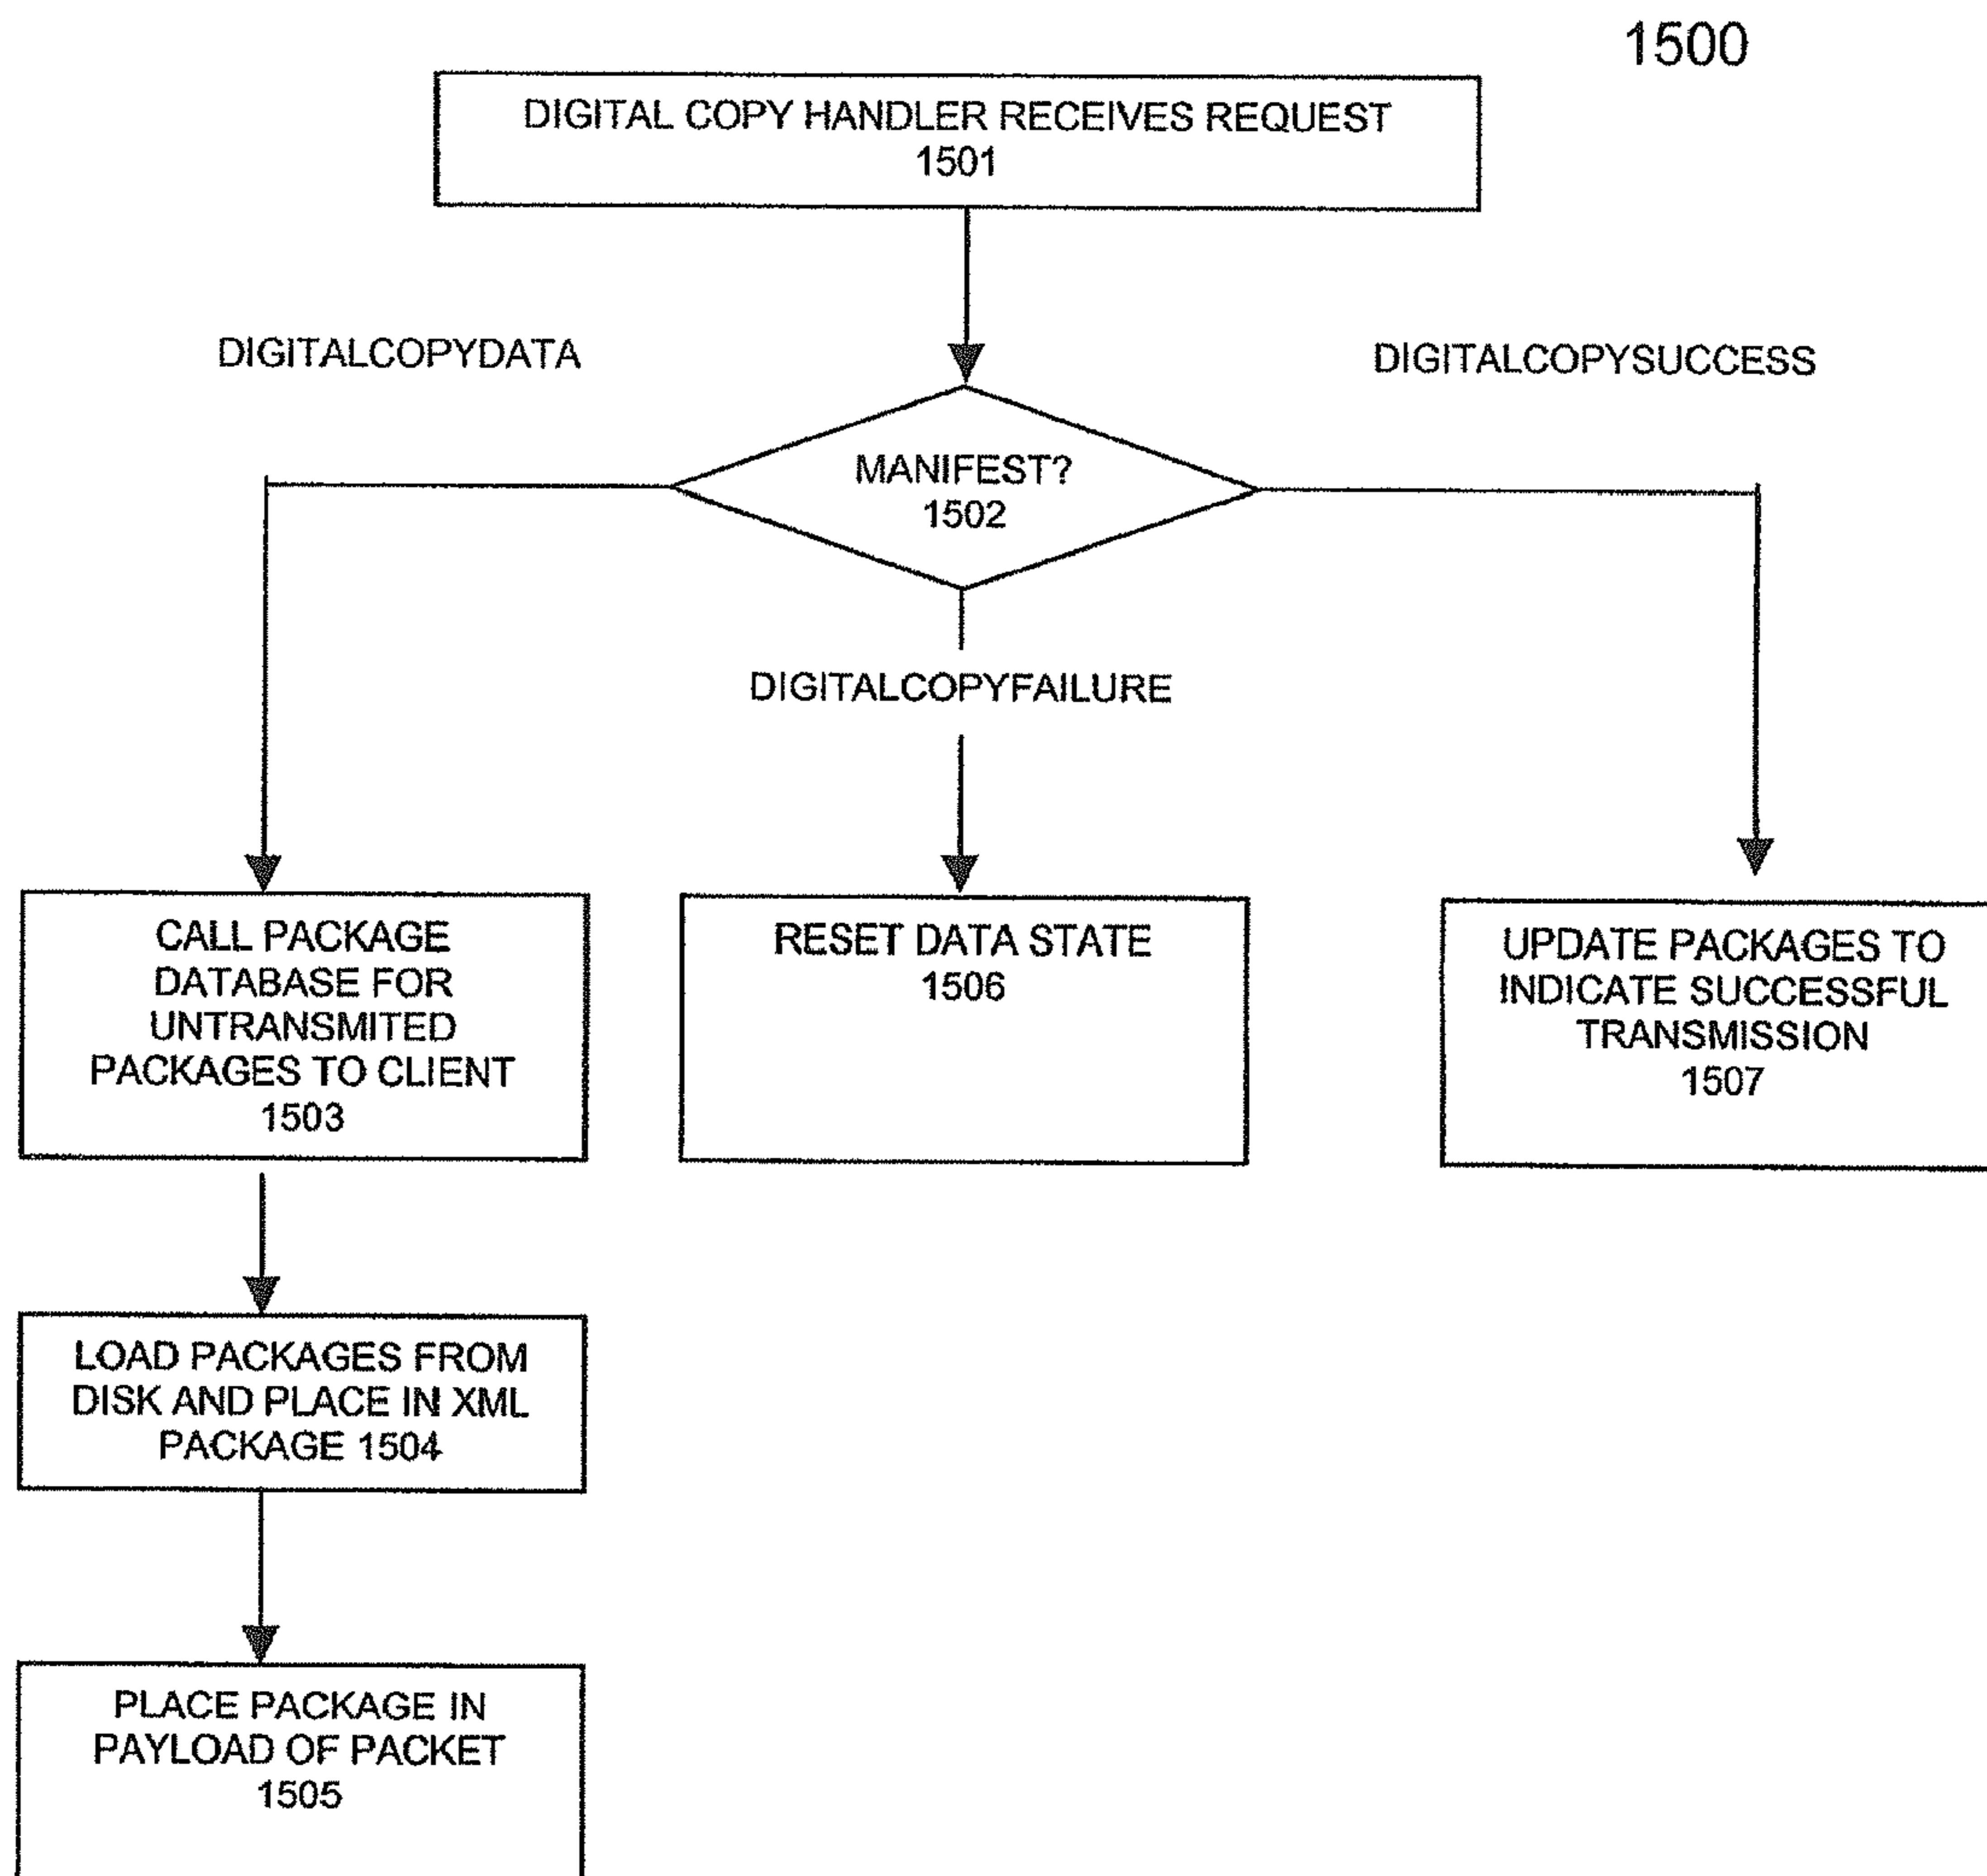 1500
DIGITAL COPY HANDLER RECEIVES REQUEST
1501
DIGITALCOPYDATA
DIGITALCOPYSUCCESS
MANIFEST?
1502
DIGITALCOPYFAILURE
CALL PACKAGE
DATABASE FOR
UNTRANSMITED
PACKAGES TO CLIENT
1503
RESET DATA STATE
1506
UPDATE PACKAGES TO
INDICATE SUCCESSFUL
TRANSMISSION
1507
LOAD PACKAGES FROM
DISK AND PLACE IN XML
PACKAGE 1504
PLACE PACKAGE IN
PAYLOAD OF PACKET
1505